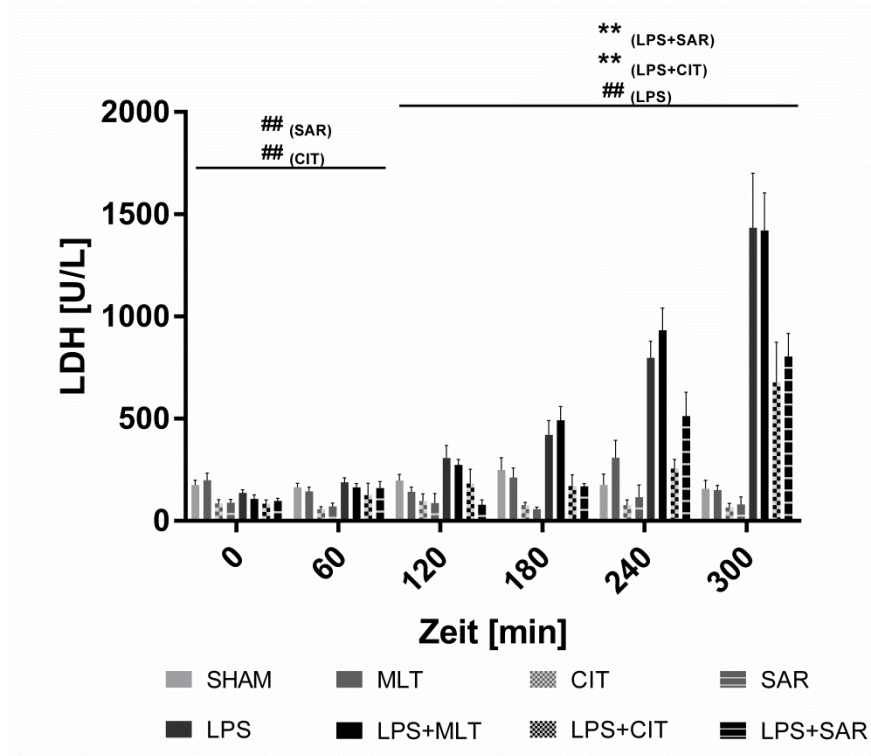 ** (LPS+SAR)
** (LPS+CIT)
## (LPS)
## (SAR)
## (CIT)
2000
1500
1000
500
0
LDH [U/L]
0 60 120 180 240 300
Zeit [min]
SHAM MLT CIT SAR
LPS LPS+MLT LPS+CIT LPS+SAR